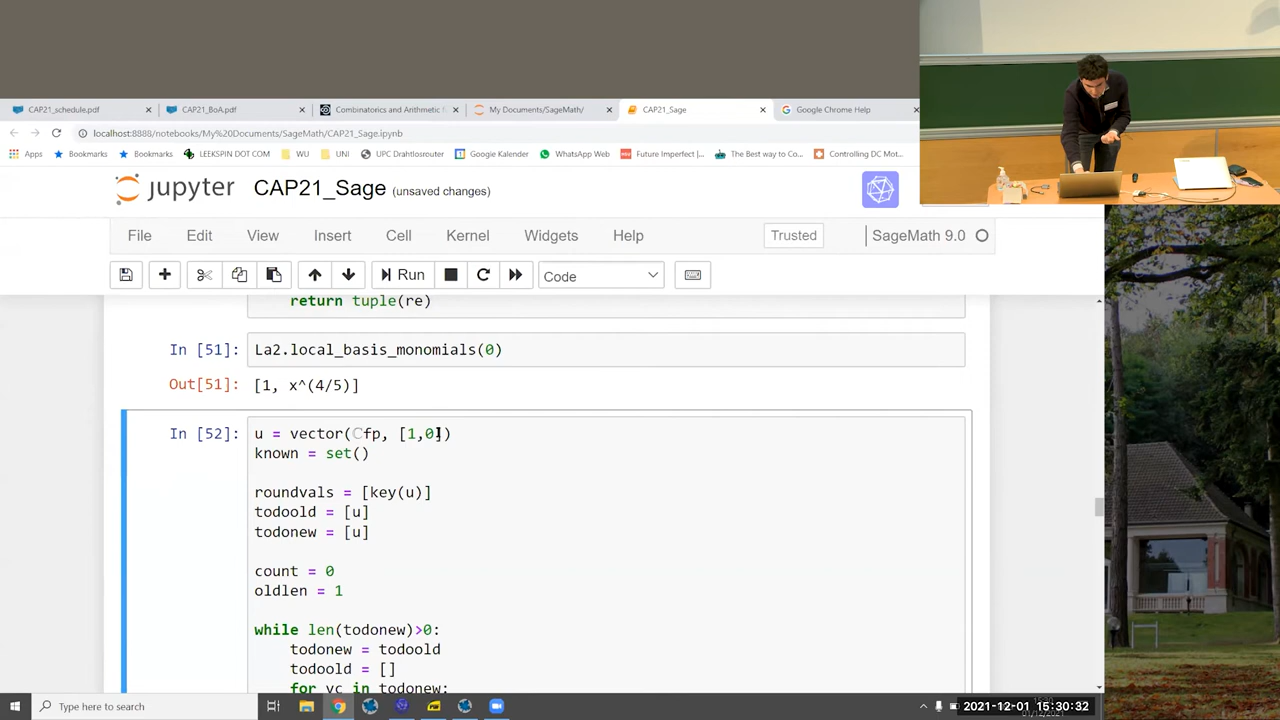 CAP21_schedule.pdf
CAP21_BoA.pdf
Combinatorics and Arithmetic
My Documents/SageMath/
CAP21_Sage
Google Chrome Help
localhost:8888/notebooks/My%20Documents/SageMath/CAP21_Sage.ipynb
Apps
Bookmarks
Bookmarks
LEEKSPIN DOT COM
WU
UNI
UPC Drahtlosrouter
Google Kalender
WhatsApp Web
Future Imperfect |...
The Best way to Co...
Controlling DC Mot...
jupyter CAP21_Sage (unsaved changes)
File Edit View Insert Cell Kernel Widgets Help
Trusted
SageMath 9.0
Run
Code
return tuple(re)
In [51]: La2.local_basis_monomials(0)
Out[51]: [1, x^(4/5)]
In [52]: u = vector(Cfp, [1,0])
known = set()
roundvals = [key(u)]
todoold = [u]
todonew = [u]
count = 0
oldlen = 1
while len(todonew)>0:
todonew = todoold
todoold = []
for vc in todonew:
Type here to search
2021-12-01 15:30:32